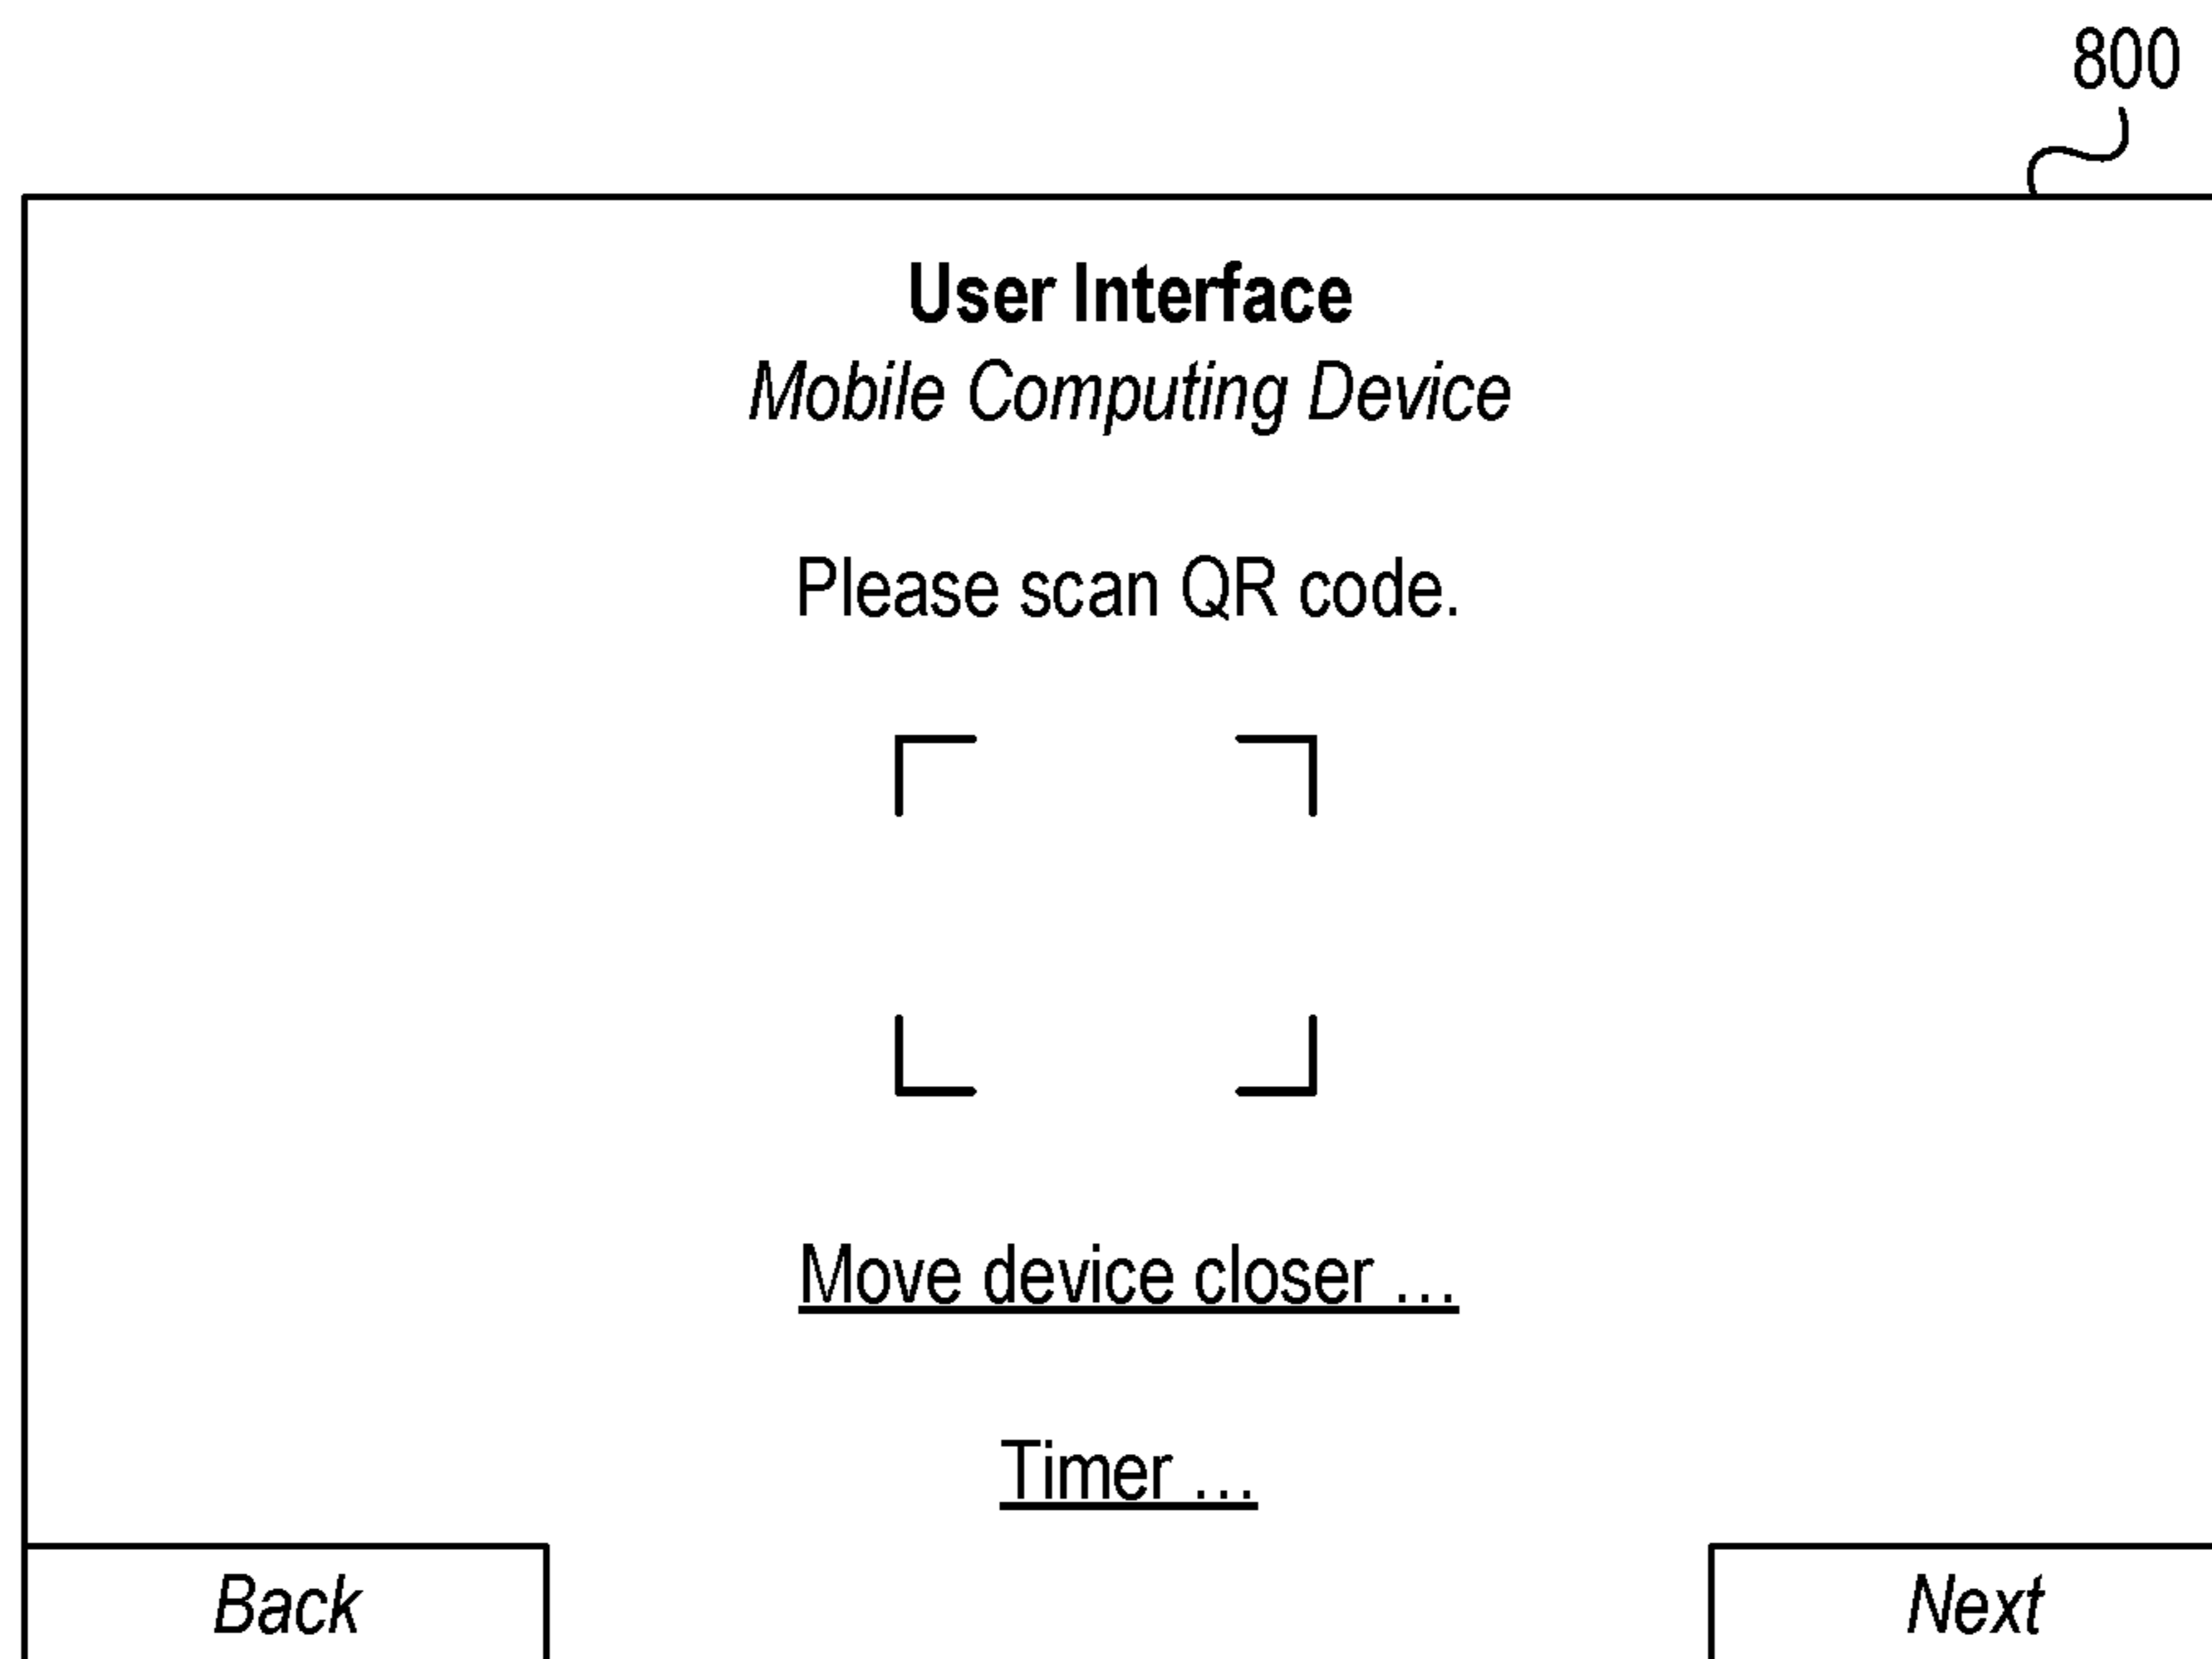 800
User Interface
Mobile Computing Device
Please scan QR code.
Move device closer ...
Timer ...
Back
Next